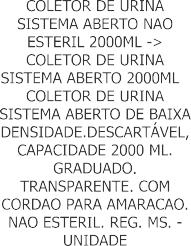 COLETOR DE URINA
SISTEMA ABERTO NAO
ESTERIL 2000ML ->
COLETOR DE URINA
SISTEMA ABERTO 2000ML
COLETOR DE URINA
SISTEMA ABERTO DE BAIXA
DENSIDADE.DESCARTÁVEL,
CAPACIDADE 2000 ML.
GRADUADO.
TRANSPARENTE. COM
CORDAO PARA AMARACAO.
NAO ESTERIL. REG. MS. -
UNIDADE